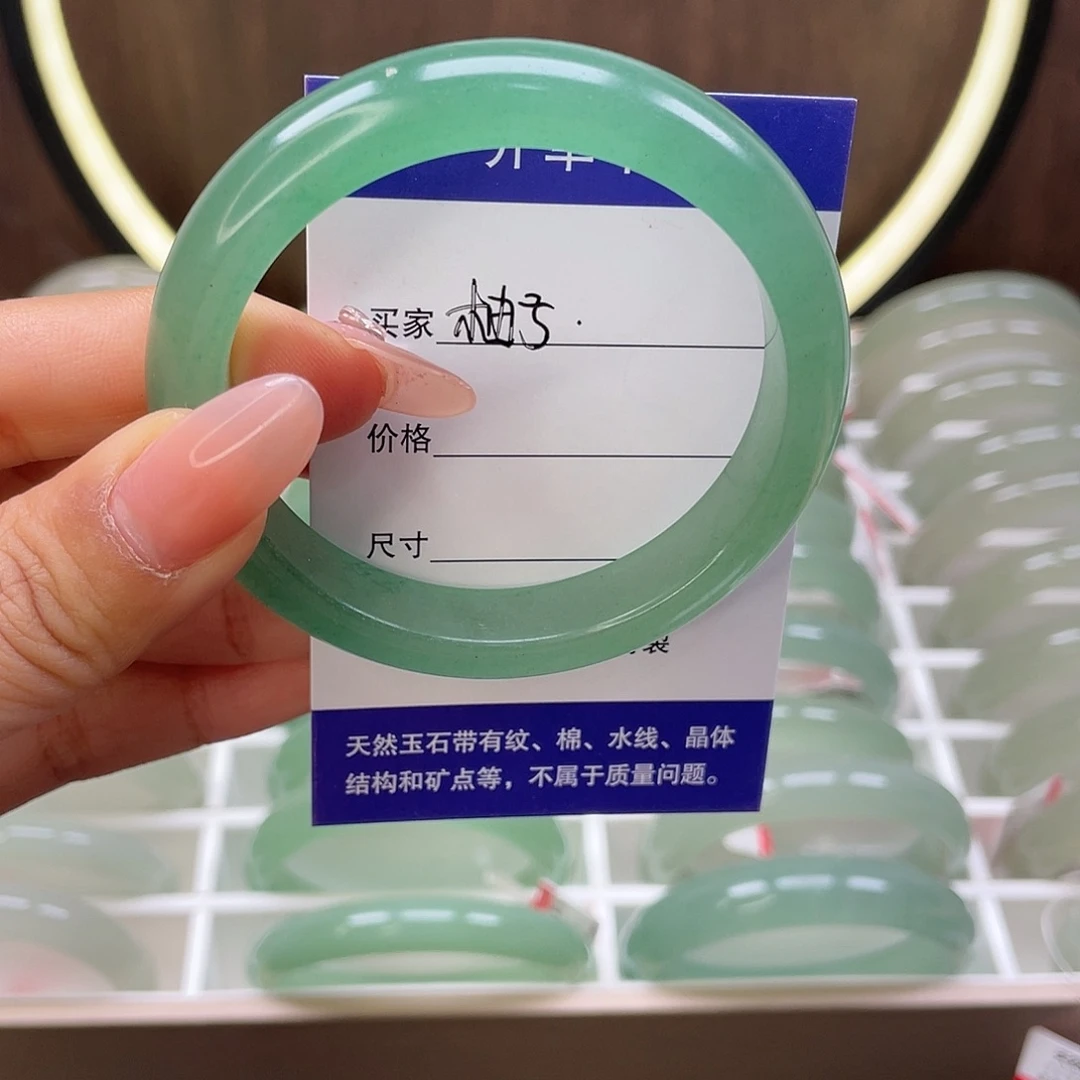 买家 柚子.
价格
尺寸
天然玉石带有纹、棉、水线、晶体
结构和矿点等，不属于质量问题。